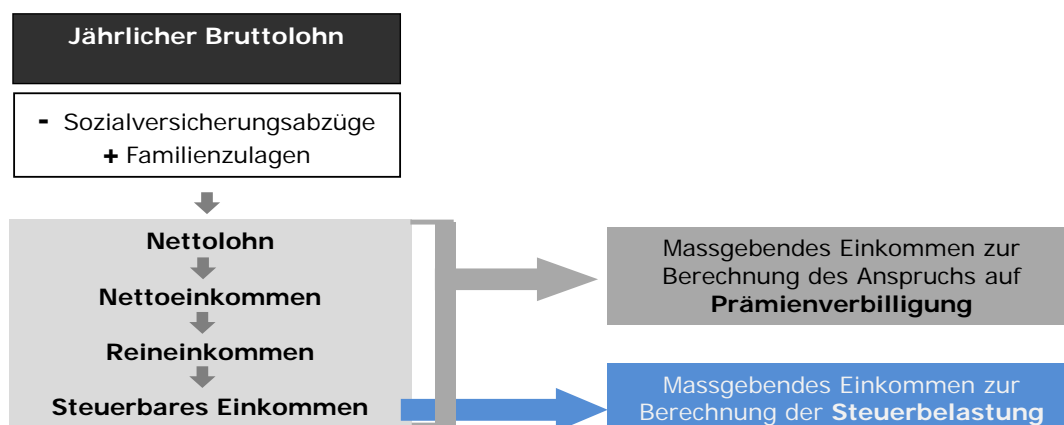 Jährlicher Bruttolohn
- Sozialversicherungsabzüge
+ Familienzulagen
Nettolohn
Nettoeinkommen
Reineinkommen
Steuerbares Einkommen
Massgebendes Einkommen zur
Berechnung des Anspruchs auf
Prämienverbilligung
Massgebendes Einkommen zur
Berechnung der Steuerbelastung